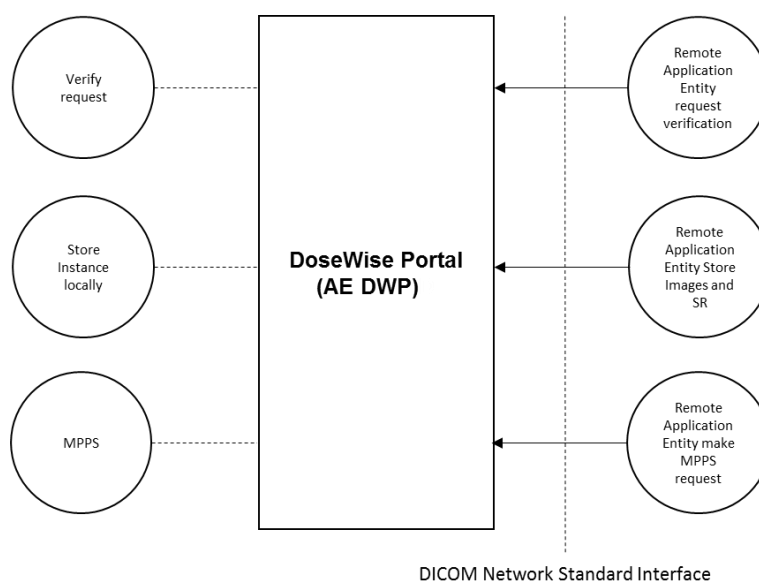 Verify
request
Store
Instance
locally
MPPS
DoseWise Portal
(AE DWP)
Remote
Application
Entity
request
verification
Remote
Application
Entity Store
Images and
SR
Remote
Application
Entity make
MPPS
request
DICOM Network Standard Interface